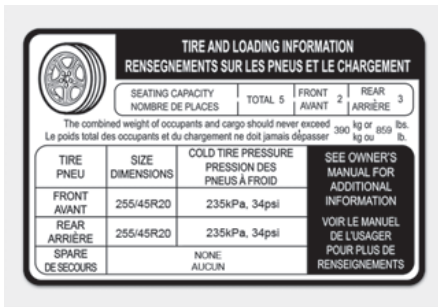 TIRE AND LOADING INFORMATION
RENSEGNEMENTS SUR LES PNEUS ET LE CHARGEMENT
SEATING CAPACITY
NOMBRE DE PLACES
TOTAL 5
FRONT
AVANT 2
REAR
ARRIÈRE 3
The combined weight of occupants and cargo should never exceed 390 kg or 859 lbs.
Le poids total des occupants et du chargement ne doit jamais dépasser kg ou lb.
TIRE
PNEU
SIZE
DIMENSIONS
COLD TIRE PRESSURE
PRESSION DES
PNEUS À FROID
FRONT
AVANT
255/45R20
235kPa, 34psi
REAR
ARRIÈRE
255/45R20
235kPa, 34psi
SPARE
DE SECOURS
NONE
AUCUN
SEE OWNER'S
MANUAL FOR
ADDITIONAL
INFORMATION
VOIR LE MANUEL
DE L'USAGER
POUR PLUS DE
RENSEIGNEMENTS